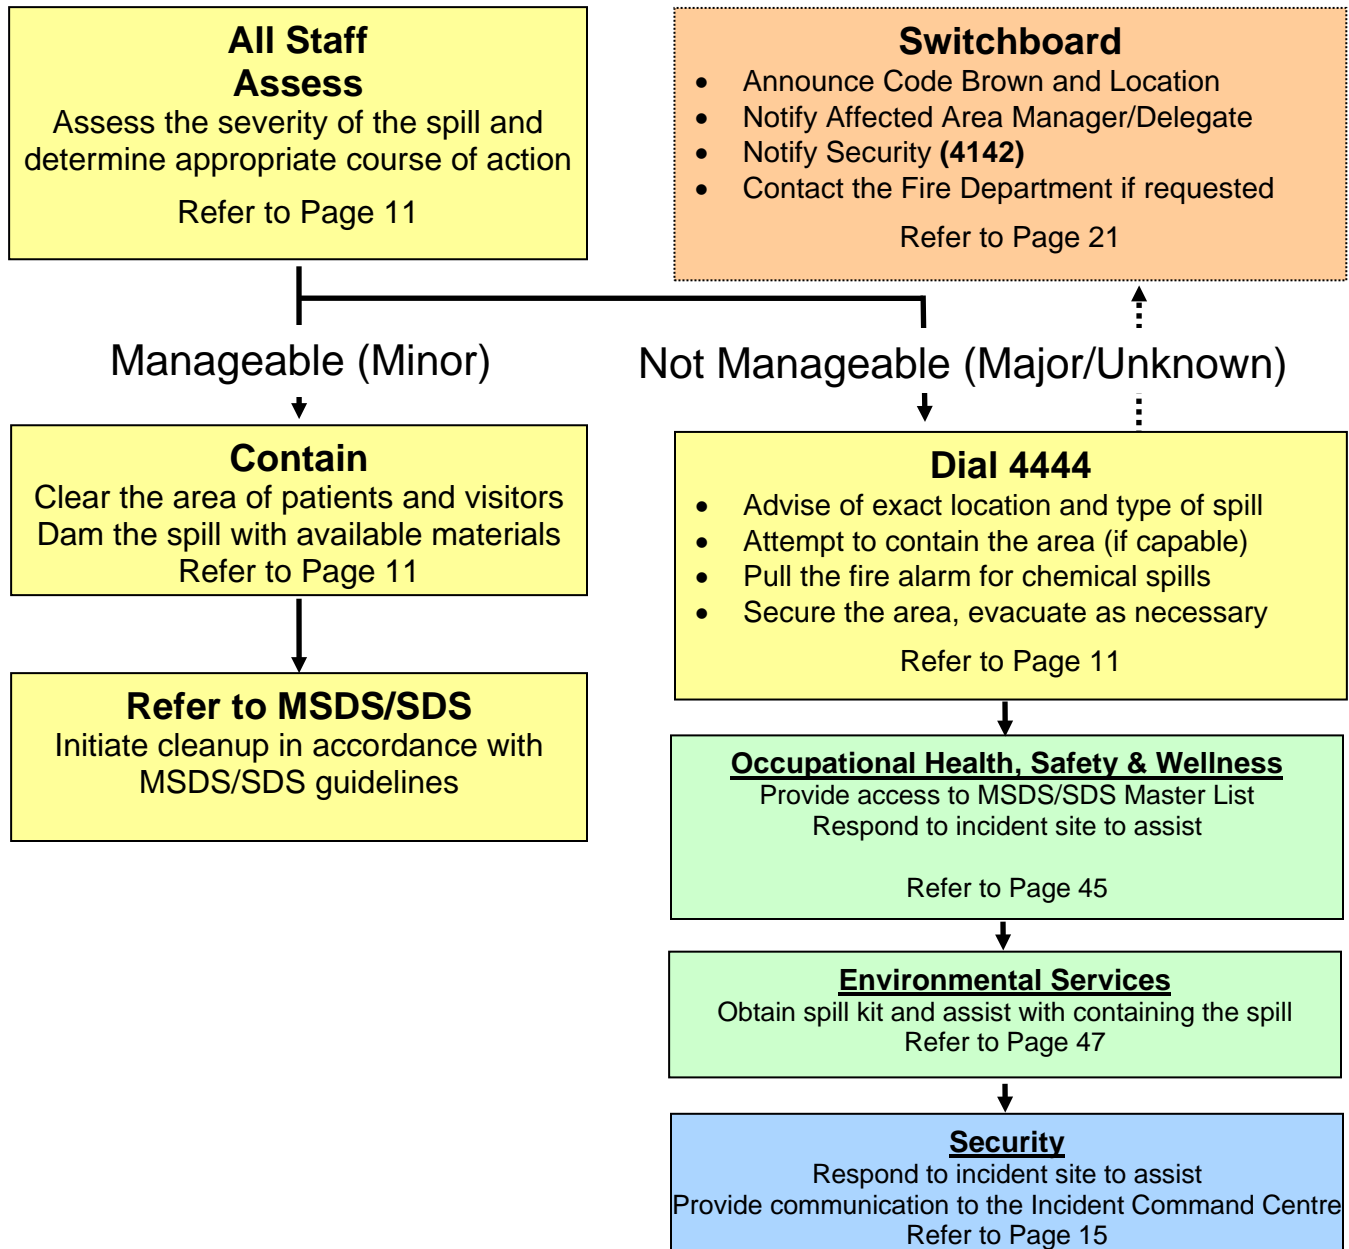 All Staff
Assess
Assess the severity of the spill and
determine appropriate course of action
Refer to Page 11
Switchboard
• Announce Code Brown and Location
• Notify Affected Area Manager/Delegate
• Notify Security (4142)
• Contact the Fire Department if requested
Refer to Page 21
Manageable (Minor)
Not Manageable (Major/Unknown)
Contain
Clear the area of patients and visitors
Dam the spill with available materials
Refer to Page 11
Dial 4444
• Advise of exact location and type of spill
• Attempt to contain the area (if capable)
• Pull the fire alarm for chemical spills
• Secure the area, evacuate as necessary
Refer to Page 11
Refer to MSDS/SDS
Initiate cleanup in accordance with
MSDS/SDS guidelines
Occupational Health, Safety & Wellness
Provide access to MSDS/SDS Master List
Respond to incident site to assist
Refer to Page 45
Environmental Services
Obtain spill kit and assist with containing the spill
Refer to Page 47
Security
Respond to incident site to assist
Provide communication to the Incident Command Centre
Refer to Page 15